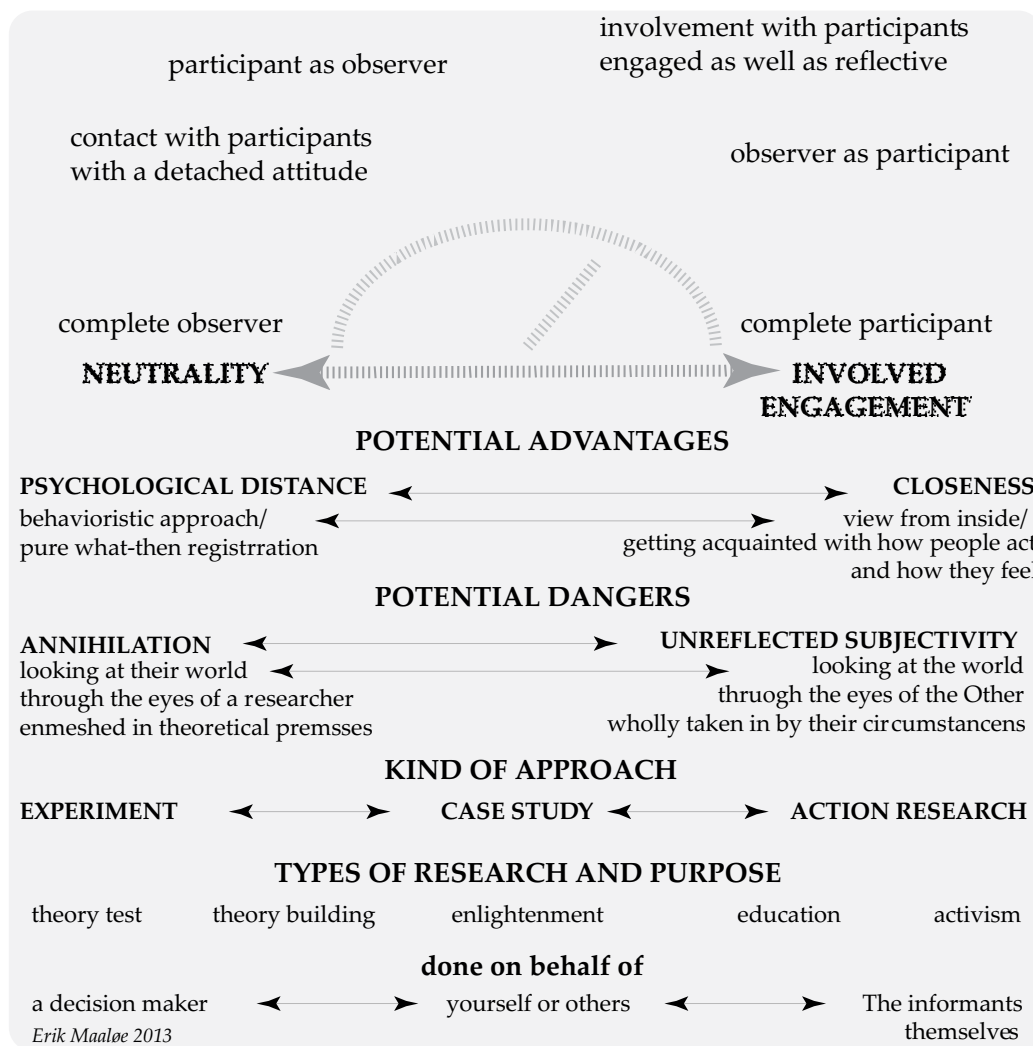 involvement with participants
participant as observer
engaged as well as reflective
contact with participants
with a detached attitude
observer as participant
complete observer
complete participant
NEUTRALITY
INVOLVED
ENGAGEMENT
POTENTIAL ADVANTAGES
PSYCHOLOGICAL DISTANCE CLOSENESS
behavioristic approach/ view from inside/
pure what-then registrration getting acquainted with how people act
and how they feel
POTENTIAL DANGERS
ANNIHILATION UNREFLECTED SUBJECTIVITY
looking at their world looking at the world
through the eyes of a researcher thruogh the eyes of the Other
enmeshed in theoretical premsses wholly taken in by their circumstancens
KIND OF APPROACH
EXPERIMENT CASE STUDY ACTION RESEARCH
TYPES OF RESEARCH AND PURPOSE
theory test theory building enlightenment education activism
done on behalf of
a decision maker yourself or others The informants
themselves
Erik Maaløe 2013